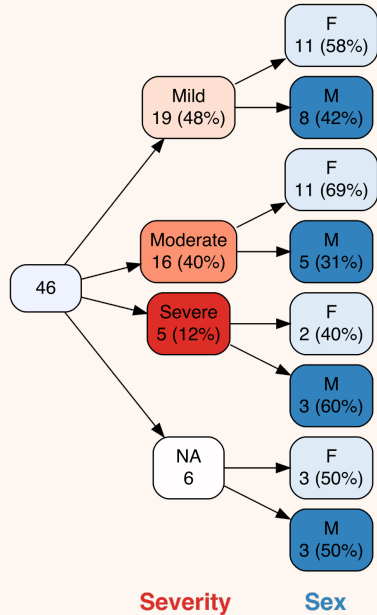 F
11 (58%)
Mild
19 (48%)
M
8 (42%)
F
11 (69%)
Moderate
16 (40%)
M
5 (31%)
46
Severe
5 (12%)
F
2 (40%)
M
3 (60%)
NA
6
F
3 (50%)
M
3 (50%)
Severity
Sex